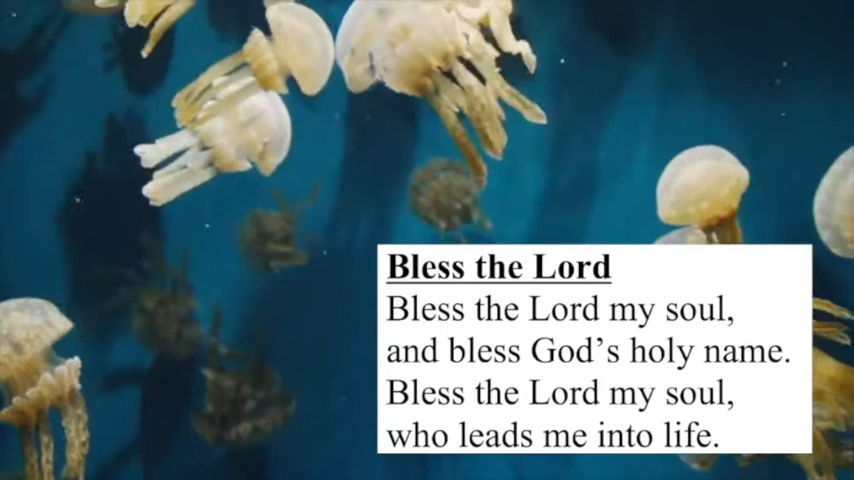 Bless the Lord
Bless the Lord my soul,
and bless God’s holy name.
Bless the Lord my soul,
who leads me into life.